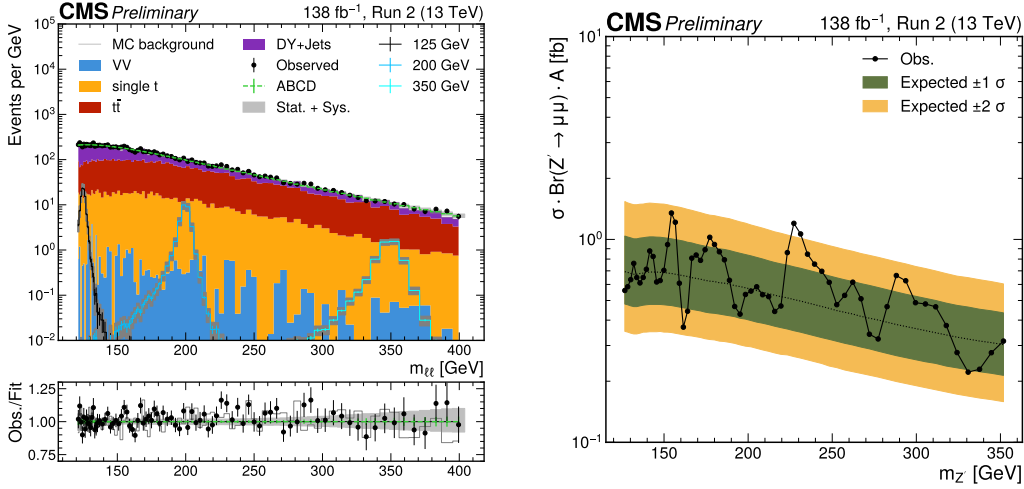 CMS Preliminary 138 fb⁻¹, Run 2 (13 TeV)
Events per GeV
10⁵
10⁴
10³
10²
10¹
10⁰
10⁻¹
10⁻²
MC background
VV
single t
tt̄
DY+Jets
Observed
ABCD
Stat. + Sys.
125 GeV
200 GeV
350 GeV
150 200 250 300 350 400
m_ℓℓ [GeV]
Obs./Fit
1.25
1.00
0.75
150 200 250 300 350 400
CMS Preliminary 138 fb⁻¹, Run 2 (13 TeV)
σ · Br(Z′ → μμ) · A [fb]
10¹
10⁰
10⁻¹
Obs.
Expected ±1 σ
Expected ±2 σ
150 200 250 300 350
m_Z′ [GeV]